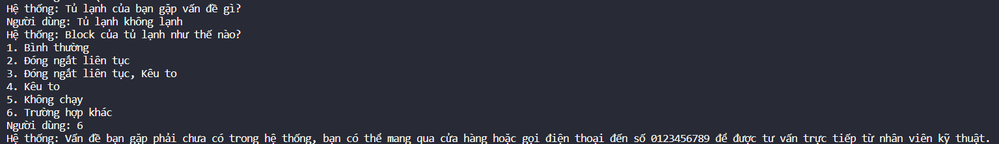 Hệ thống: Tủ lạnh của bạn gặp vấn đề gì?
Người dùng: Tủ lạnh không lạnh
Hệ thống: Block của tủ lạnh như thế nào?
1. Bình thường
2. Đóng ngắt liên tục
3. Đóng ngắt liên tục, Kêu to
4. Kêu to
5. Không chạy
6. Trường hợp khác
Người dùng: 6
Hệ thống: Vấn đề bạn gặp phải chưa có trong hệ thống, bạn có thể mang qua cửa hàng hoặc gọi điện thoại đến số 0123456789 để được tư vấn trực tiếp từ nhân viên kỹ thuật.